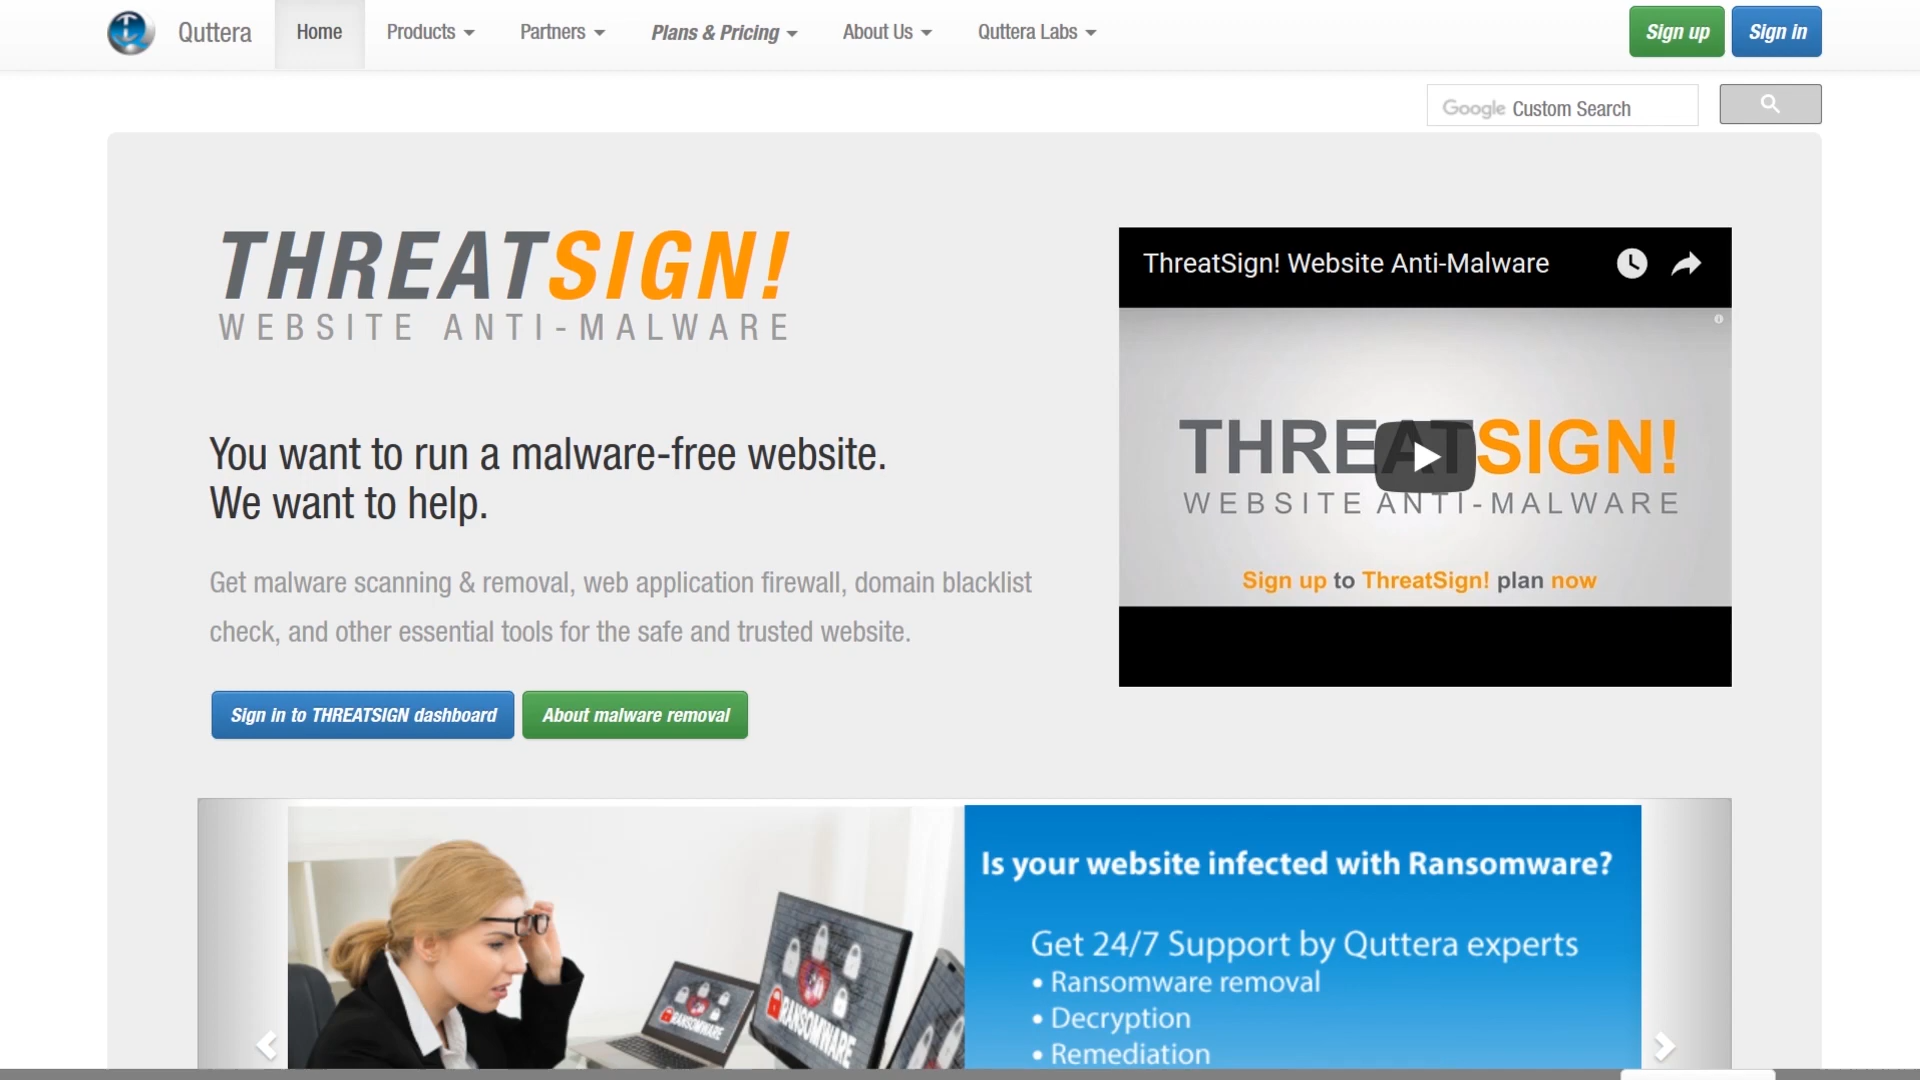 Quttera Home Products Partners Plans & Pricing About Us Quttera Labs Sign up Sign in
Google Custom Search
THREATSIGN!
WEBSITE ANTI-MALWARE
You want to run a malware-free website.
We want to help.
Get malware scanning & removal, web application firewall, domain blacklist
check, and other essential tools for the safe and trusted website.
Sign in to THREATSIGN dashboard About malware removal
ThreatSign! Website Anti-Malware
THREATSIGN!
WEBSITE ANTI-MALWARE
Sign up to ThreatSign! plan now
RANSOMWARE
RANSOMWARE
Is your website infected with Ransomware?
Get 24/7 Support by Quttera experts
• Ransomware removal
• Decryption
• Remediation